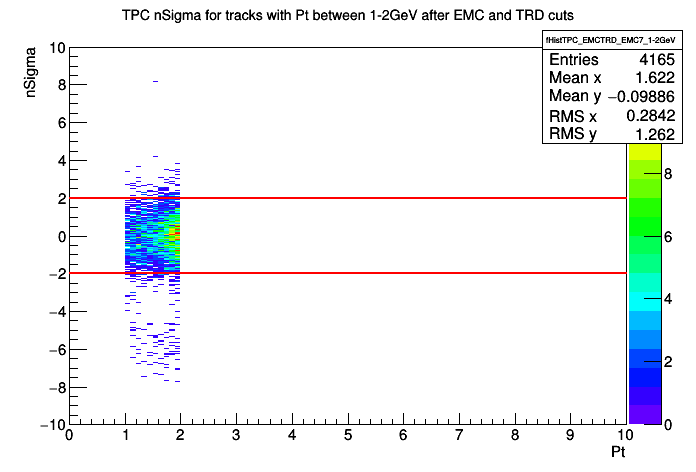 TPC nSigma for tracks with Pt between 1-2GeV after EMC and TRD cuts
fHistTPC_EMCTRD_EMC7_1-2GeV
Entries 4165
Mean x 1.622
Mean y −0.09886
RMS x 0.2842
RMS y 1.262
nSigma
10
8
6
4
2
0
−2
−4
−6
−8
−10
0 1 2 3 4 5 6 7 8 9 10
Pt
8
6
4
2
0